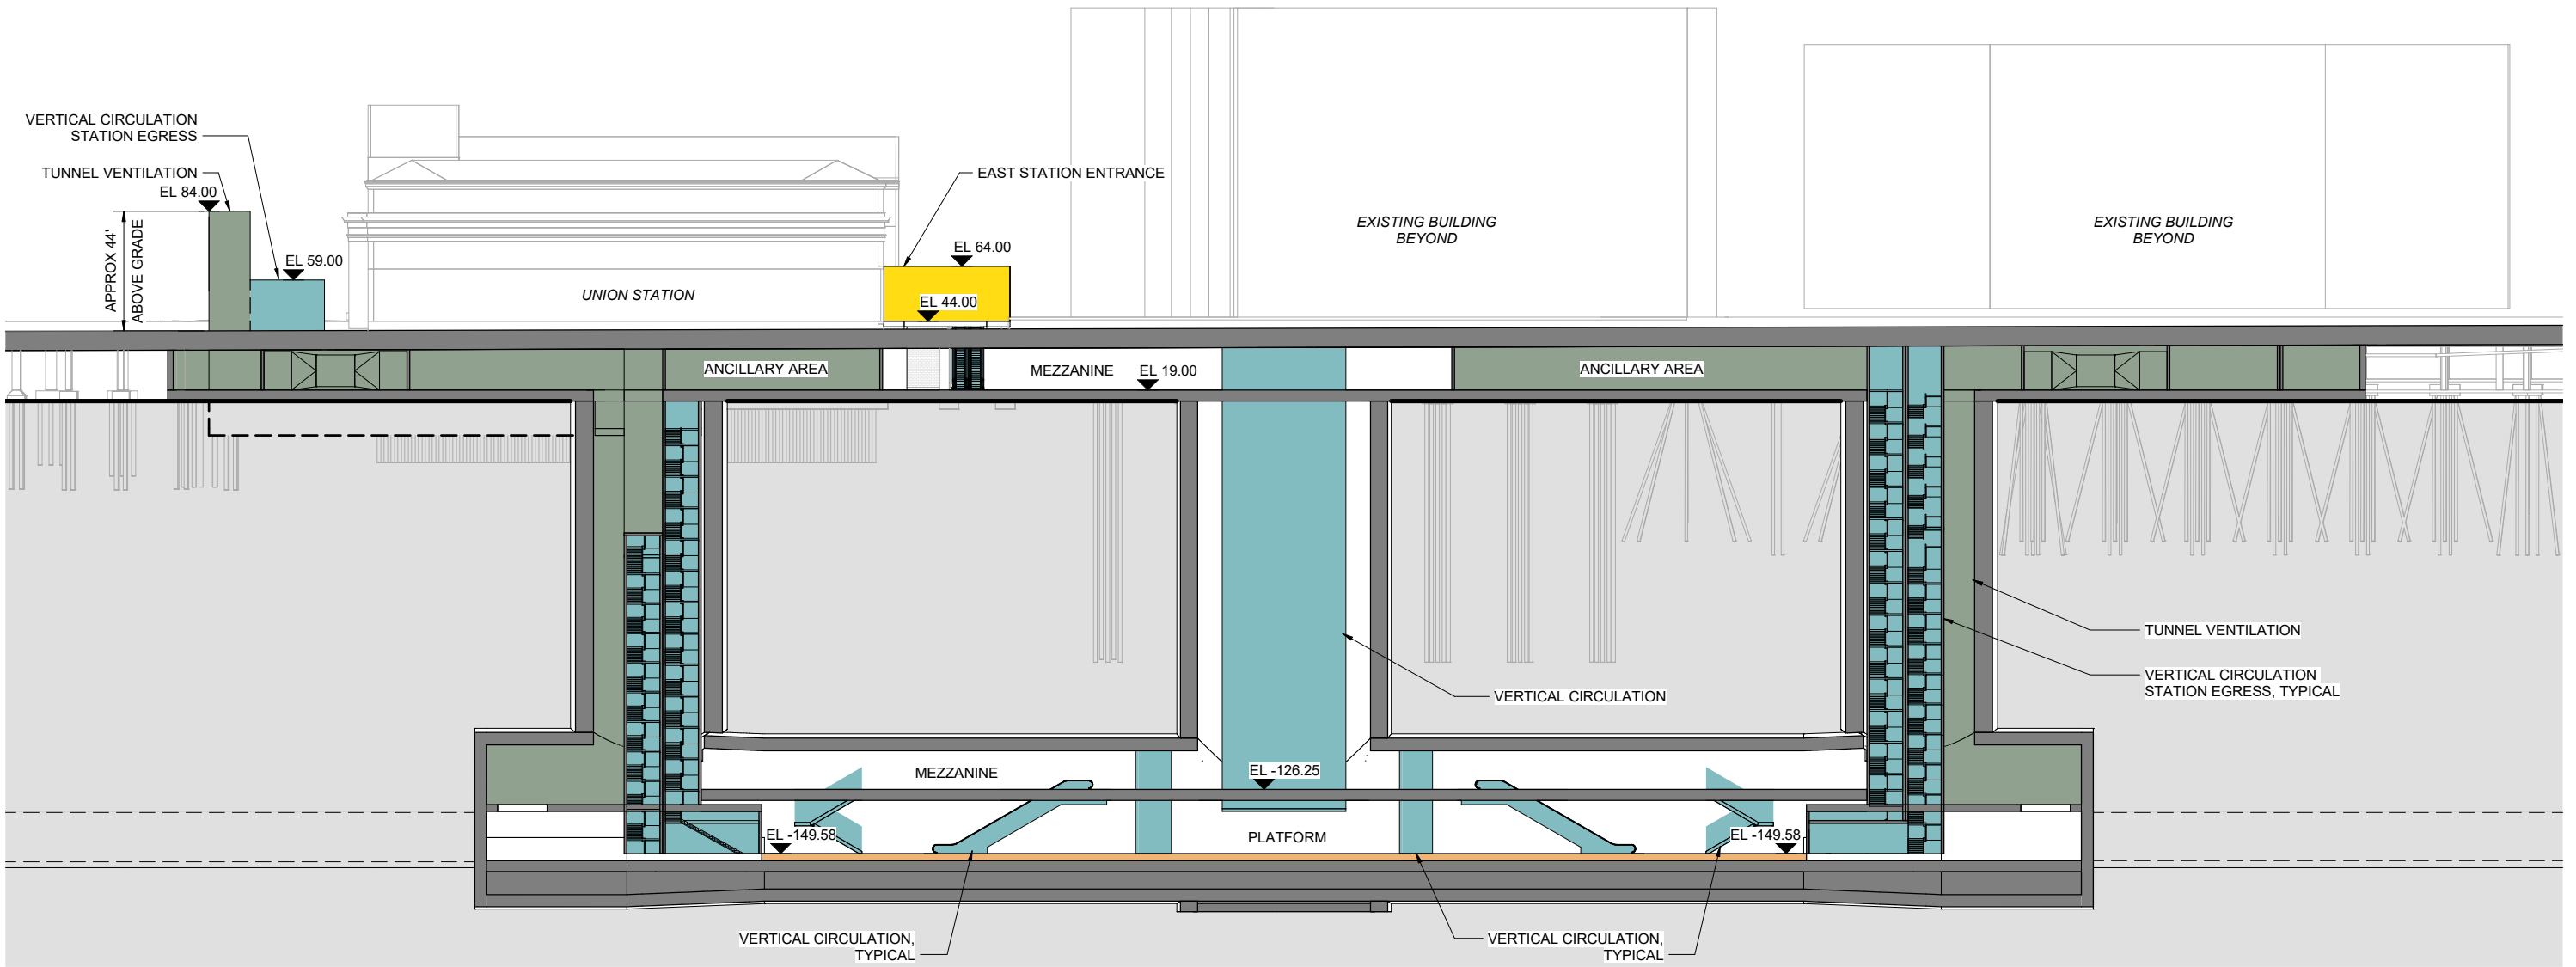 VERTICAL CIRCULATION
STATION EGRESS
TUNNEL VENTILATION
EL 84.00
APPROX 44'
ABOVE GRADE
EL 59.00
UNION STATION
EAST STATION ENTRANCE
EL 64.00
EL 44.00
EXISTING BUILDING
BEYOND
EXISTING BUILDING
BEYOND
ANCILLARY AREA
MEZZANINE
EL 19.00
ANCILLARY AREA
TUNNEL VENTILATION
VERTICAL CIRCULATION
STATION EGRESS, TYPICAL
VERTICAL CIRCULATION
MEZZANINE
EL -126.25
EL -149.58
PLATFORM
EL -149.58
VERTICAL CIRCULATION,
TYPICAL
VERTICAL CIRCULATION,
TYPICAL